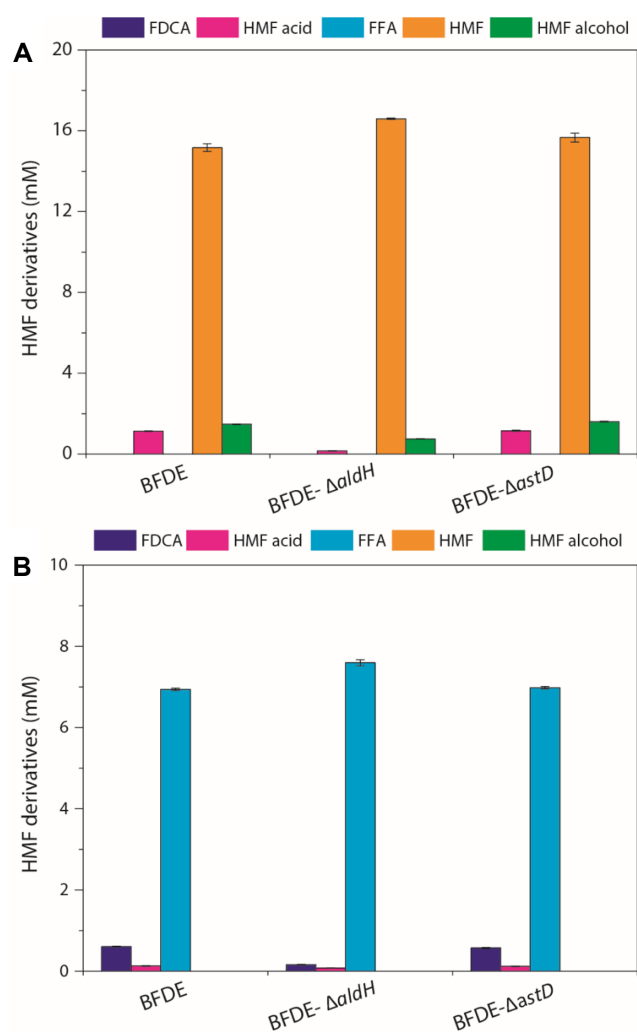 FDCA HMF acid FFA HMF HMF alcohol
A
20
16
12
8
4
0
HMF derivatives (mM)
BFDE BFDE- ΔaldH BFDE-ΔastD
FDCA HMF acid FFA HMF HMF alcohol
B
10
8
6
4
2
0
HMF derivatives (mM)
BFDE BFDE- ΔaldH BFDE-ΔastD